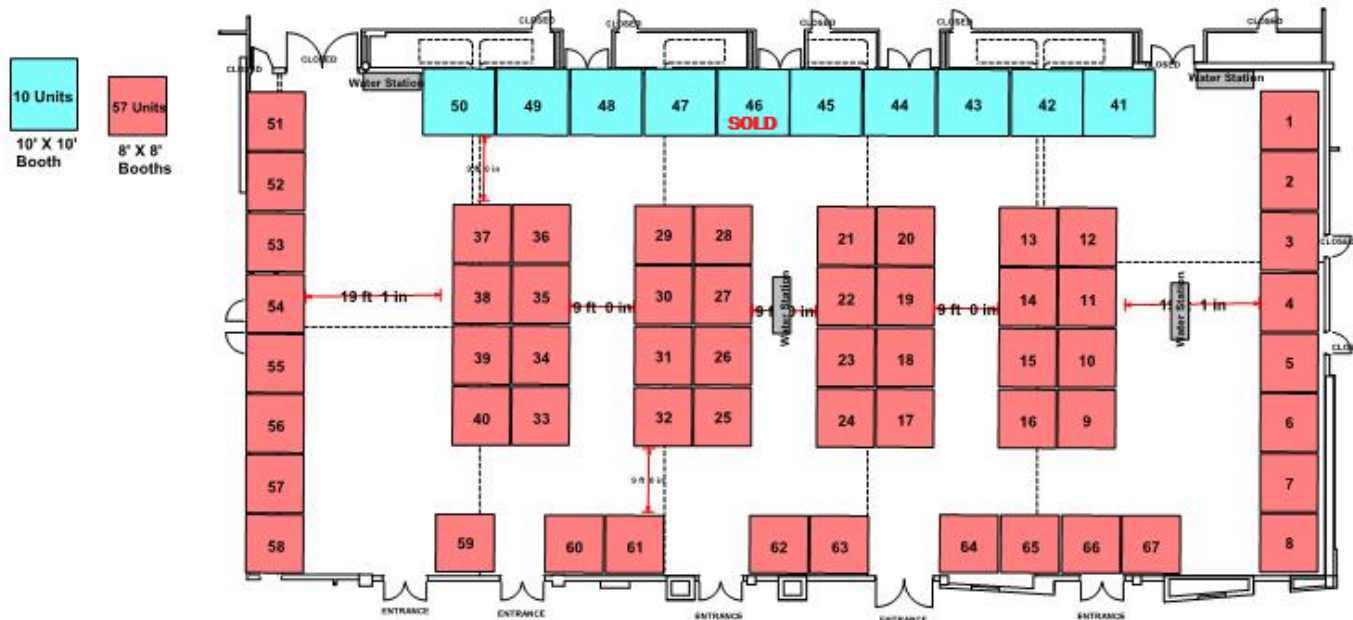 10 Units
10' X 10'
Booth
57 Units
8' X 8'
Booths
CLOSED
CLOSED
CLOSED
CLOSED
CLOSED
CLOSED
CLOSED
CLOSED
Water Station
Water Station
50
49
48
47
46
SOLD
45
44
43
42
41
51
52
53
54
55
56
57
58
1
2
3
4
5
6
7
8
CLOSED
37 36
38 35
39 34
40 33
29 28
30 27
31 26
32 25
21 20
22 19
23 18
24 17
13 12
14 11
15 10
16 9
19 ft 1 in
9 ft 0 in
Water Station
9 ft 0 in
Water Station
9 ft 0 in
59
60
61
62
63
64
65
66
67
ENTRANCE
ENTRANCE
ENTRANCE
ENTRANCE
ENTRANCE